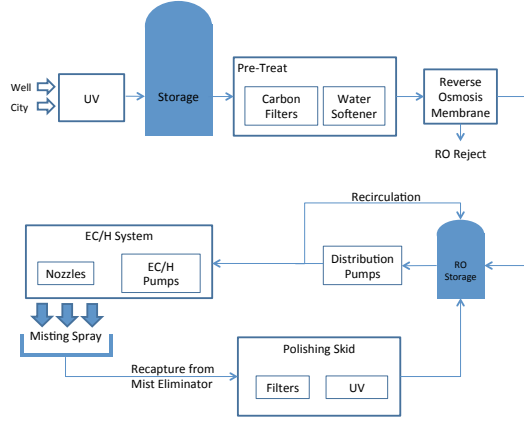 Well
City
UV
Storage
Pre-Treat
Carbon
Filters
Water
Softener
Reverse
Osmosis
Membrane
RO Reject
Recirculation
EC/H System
Nozzles
EC/H
Pumps
Distribution
Pumps
RO
Storage
Misting Spray
Recapture from
Mist Eliminator
Polishing Skid
Filters
UV